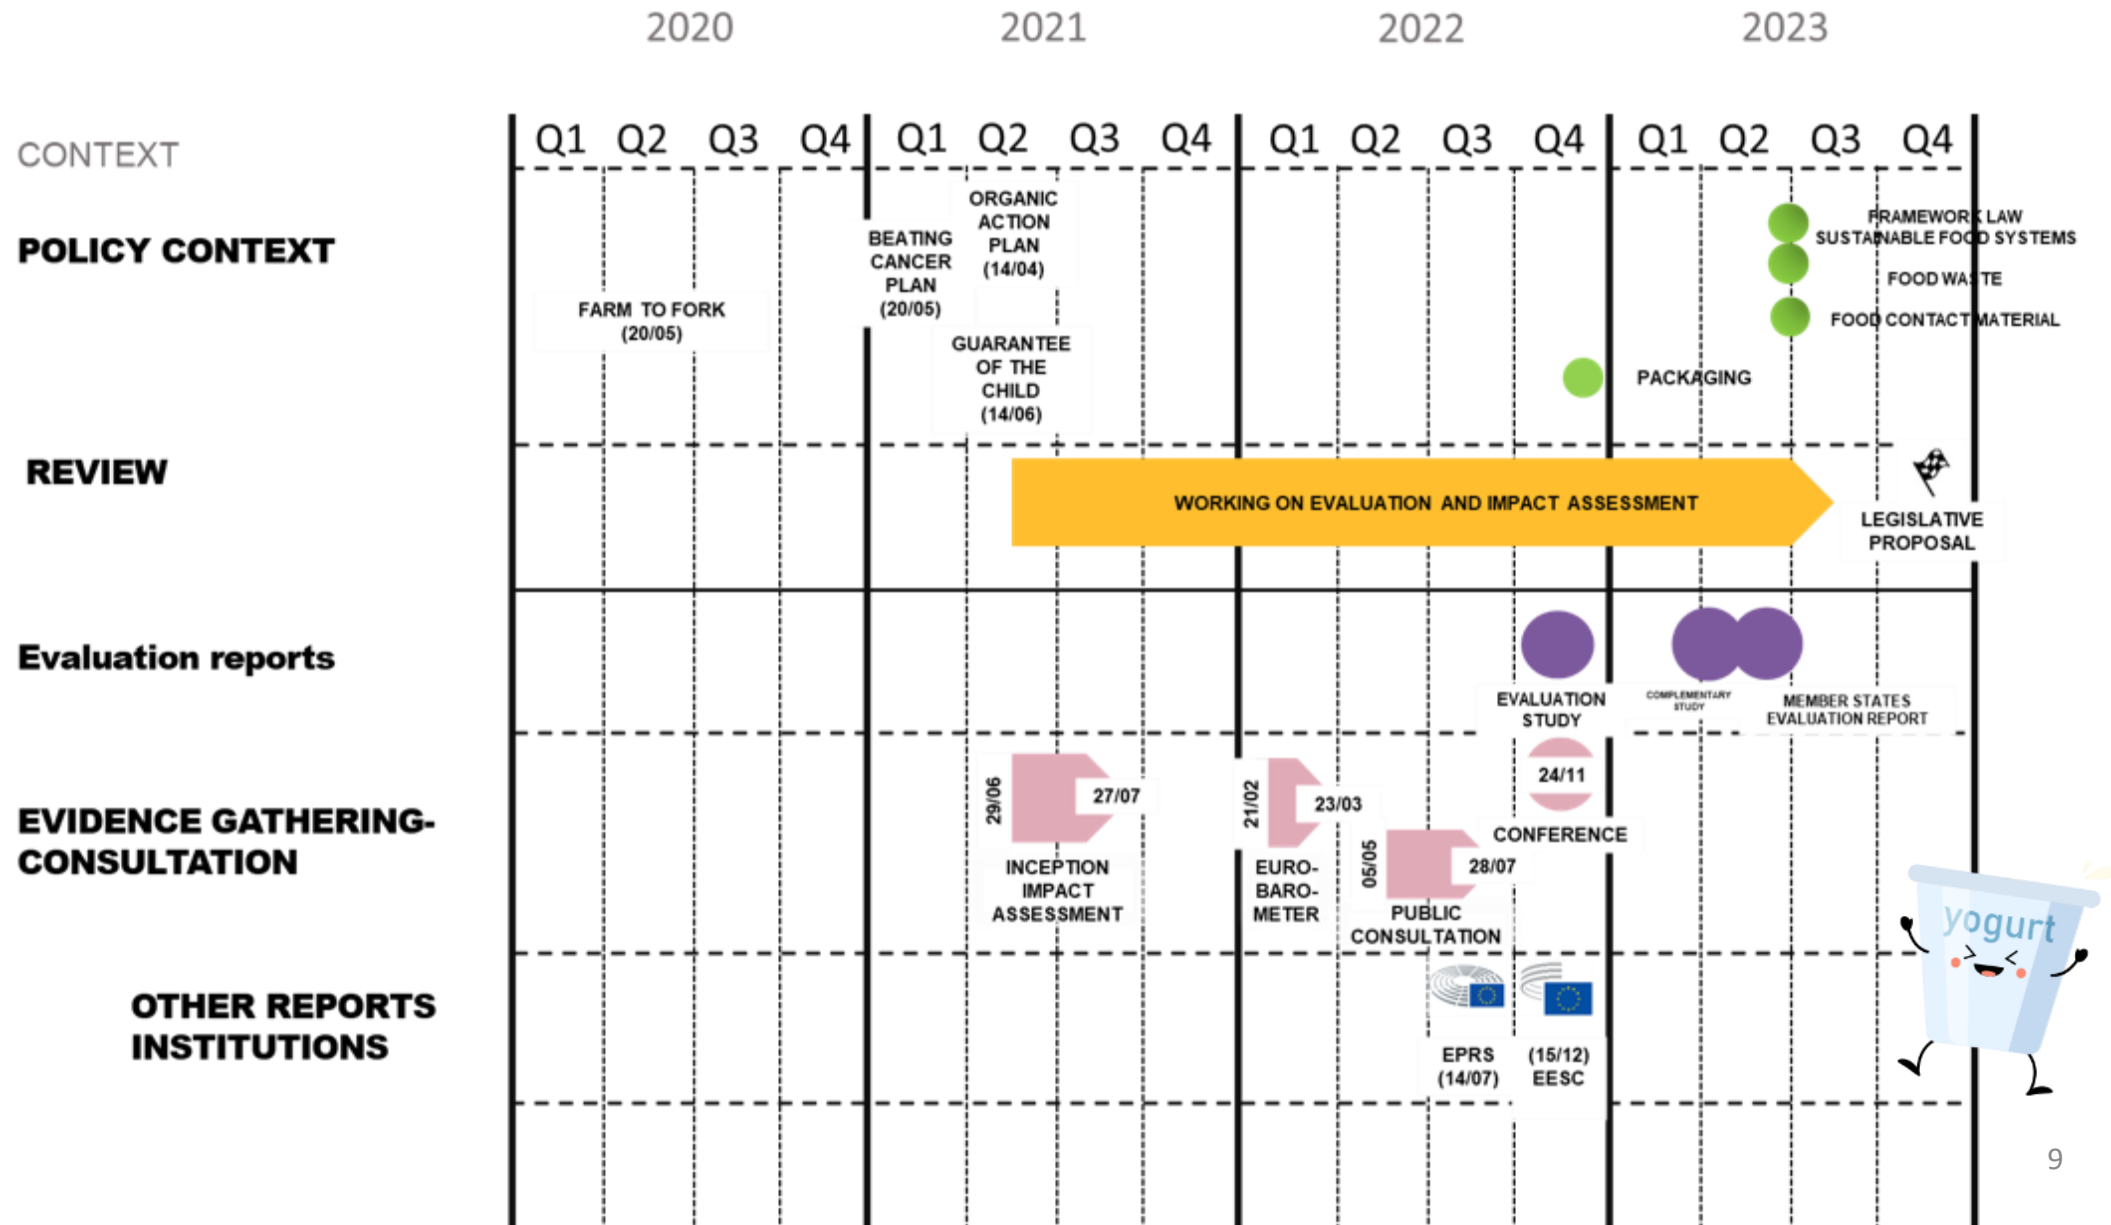 2020 2021 2022 2023
CONTEXT
Q1 Q2 Q3 Q4 Q1 Q2 Q3 Q4 Q1 Q2 Q3 Q4 Q1 Q2 Q3 Q4
POLICY CONTEXT
FARM TO FORK
(20/05)
BEATING
CANCER
PLAN
(20/05)
ORGANIC
ACTION
PLAN
(14/04)
GUARANTEE
OF THE
CHILD
(14/06)
FRAMEWORK LAW
SUSTAINABLE FOOD SYSTEMS
FOOD WASTE
FOOD CONTACT MATERIAL
PACKAGING
REVIEW
WORKING ON EVALUATION AND IMPACT ASSESSMENT
LEGISLATIVE
PROPOSAL
Evaluation reports
EVALUATION
STUDY
COMPLEMENTARY
STUDY
MEMBER STATES
EVALUATION REPORT
EVIDENCE GATHERING-
CONSULTATION
29/06
27/07
INCEPTION
IMPACT
ASSESSMENT
21/02
23/03
EURO-
BARO-
METER
05/05
28/07
PUBLIC
CONSULTATION
24/11
CONFERENCE
yogurt
OTHER REPORTS
INSTITUTIONS
EPRS
(14/07)
(15/12)
EESC
9